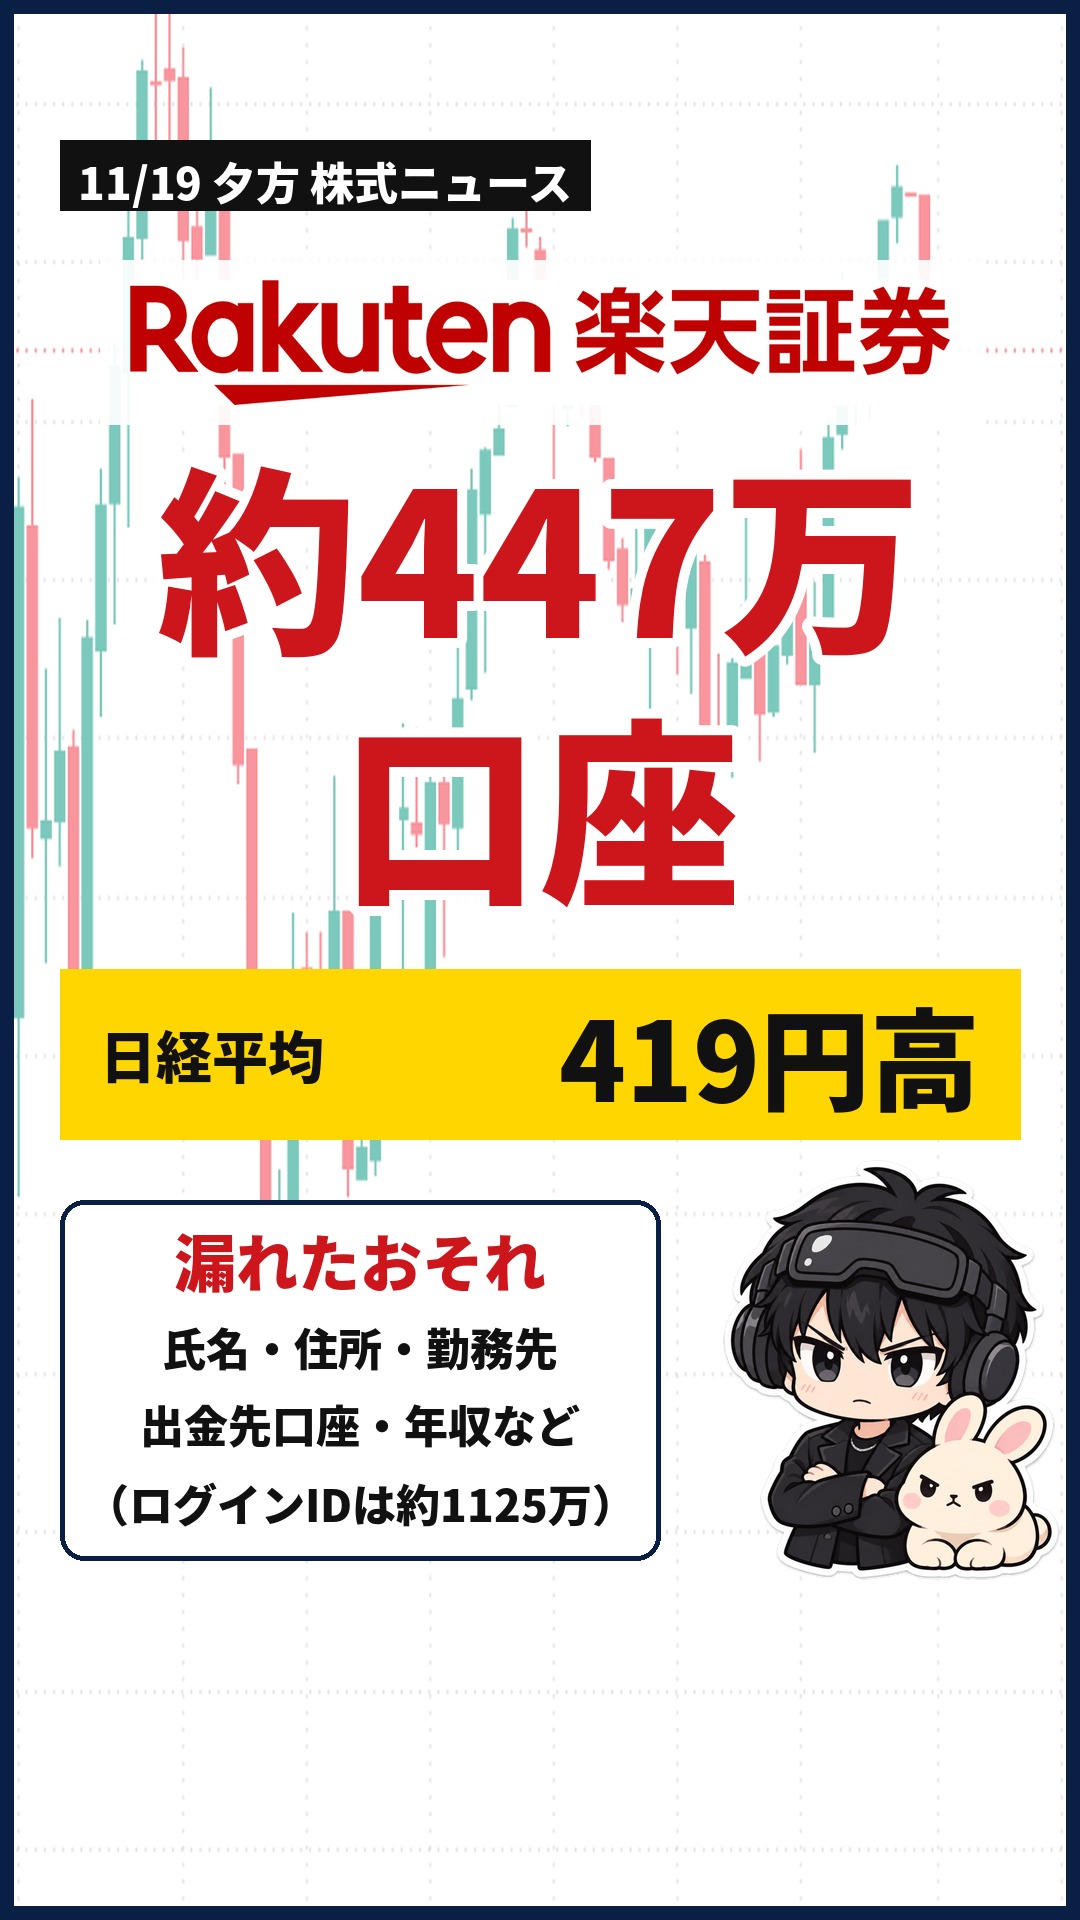 11/19 夕方 株式ニュース
Rakuten 楽天証券
約447万
口座
日経平均 419円高
漏れたおそれ
氏名・住所・勤務先
出金先口座・年収など
（ログインIDは約1125万）